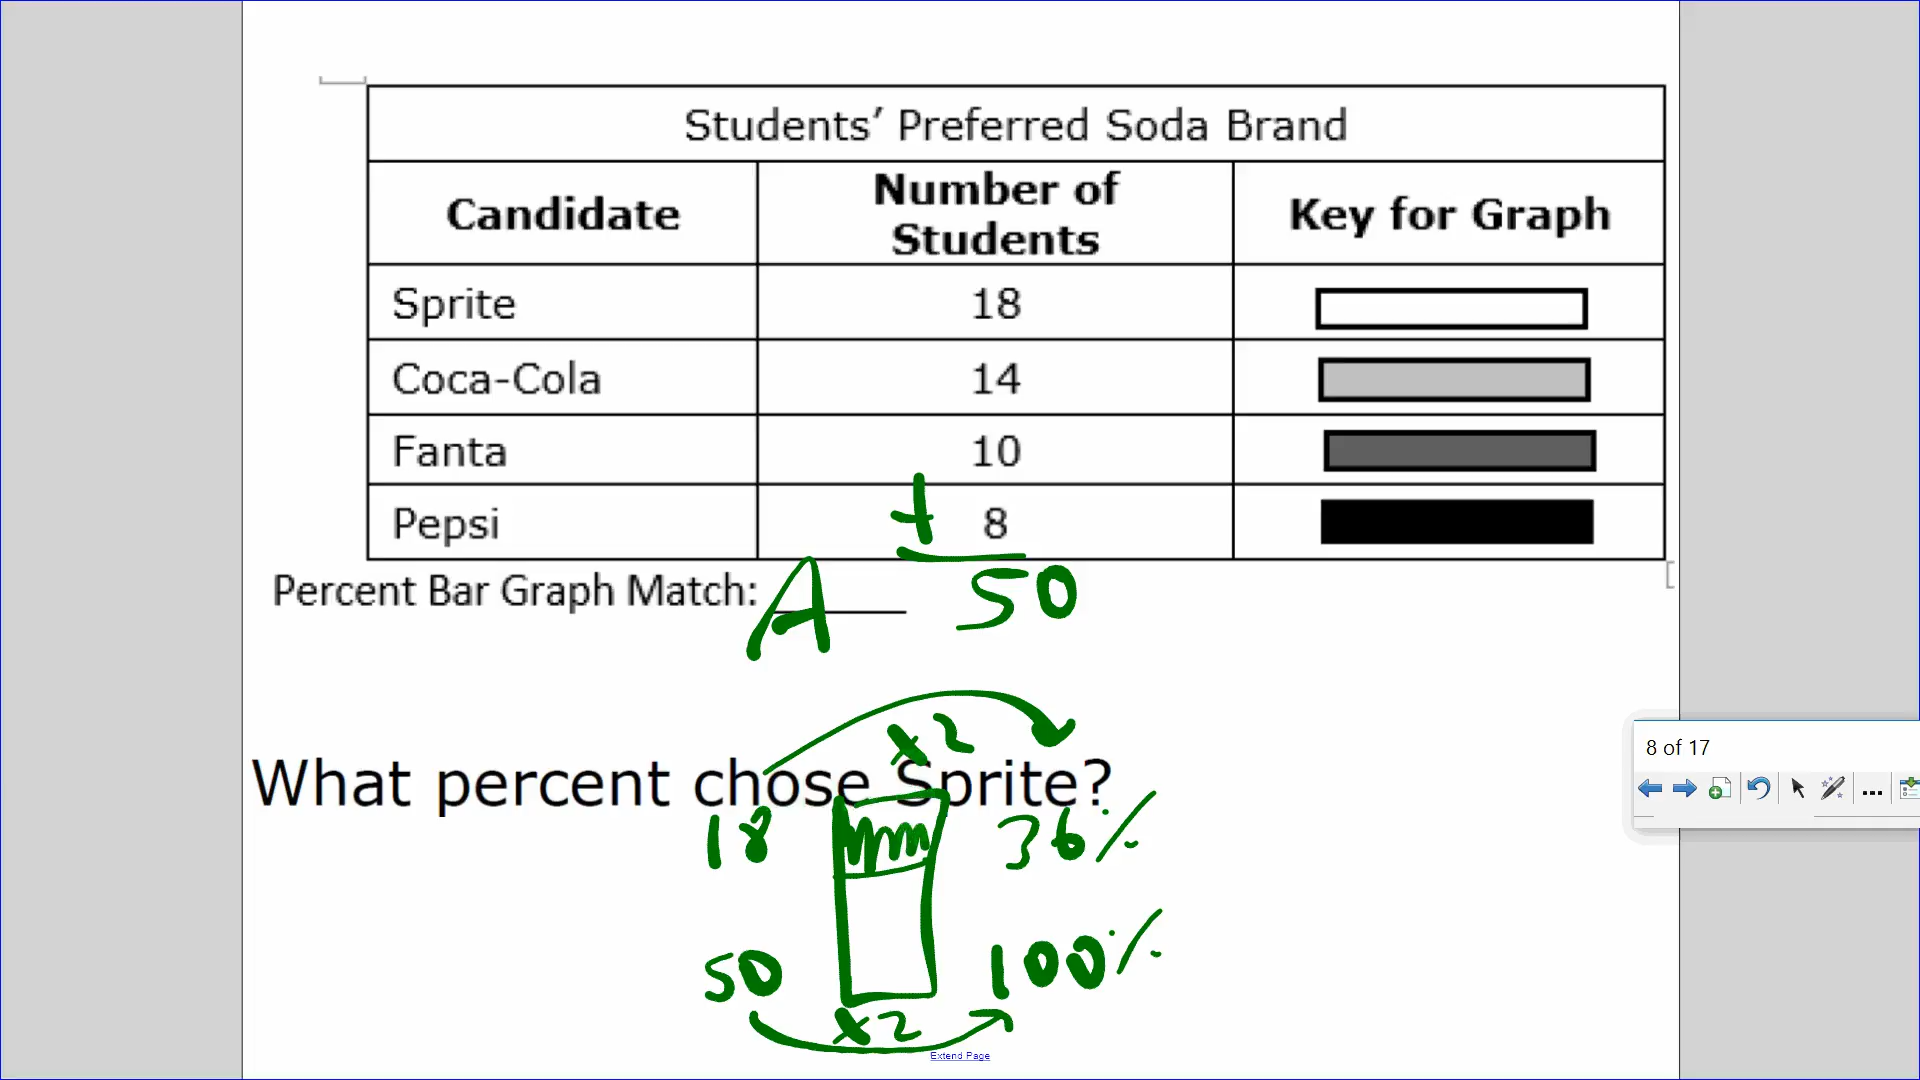 Students’ Preferred Soda Brand
Candidate Number of Students Key for Graph
Sprite 18
Coca-Cola 14
Fanta 10
Pepsi + 8
Percent Bar Graph Match: A 50
x2
What percent chose Sprite?
18 36%
50 100%
x2
Extend Page
8 of 17
...